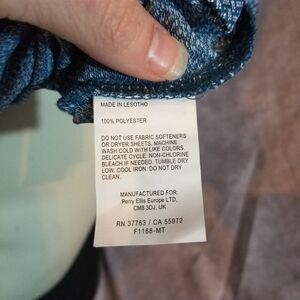 MADE IN LESOTHO
100% POLYESTER
DO NOT USE FABRIC SOFTENERS
OR DRYER SHEETS, MACHINE
WASH COLD WITH LIKE COLORS.
DELICATE CYCLE. NON-CHLORINE
BLEACH IF NEEDED. TUMBLE DRY
LOW. COOL IRON. DO NOT DRY
CLEAN.
MANUFACTURED FOR:
Perry Ellis Europe LTD,
CM8 3DJ, UK
RN 37763 / CA 55972
F1168-MT